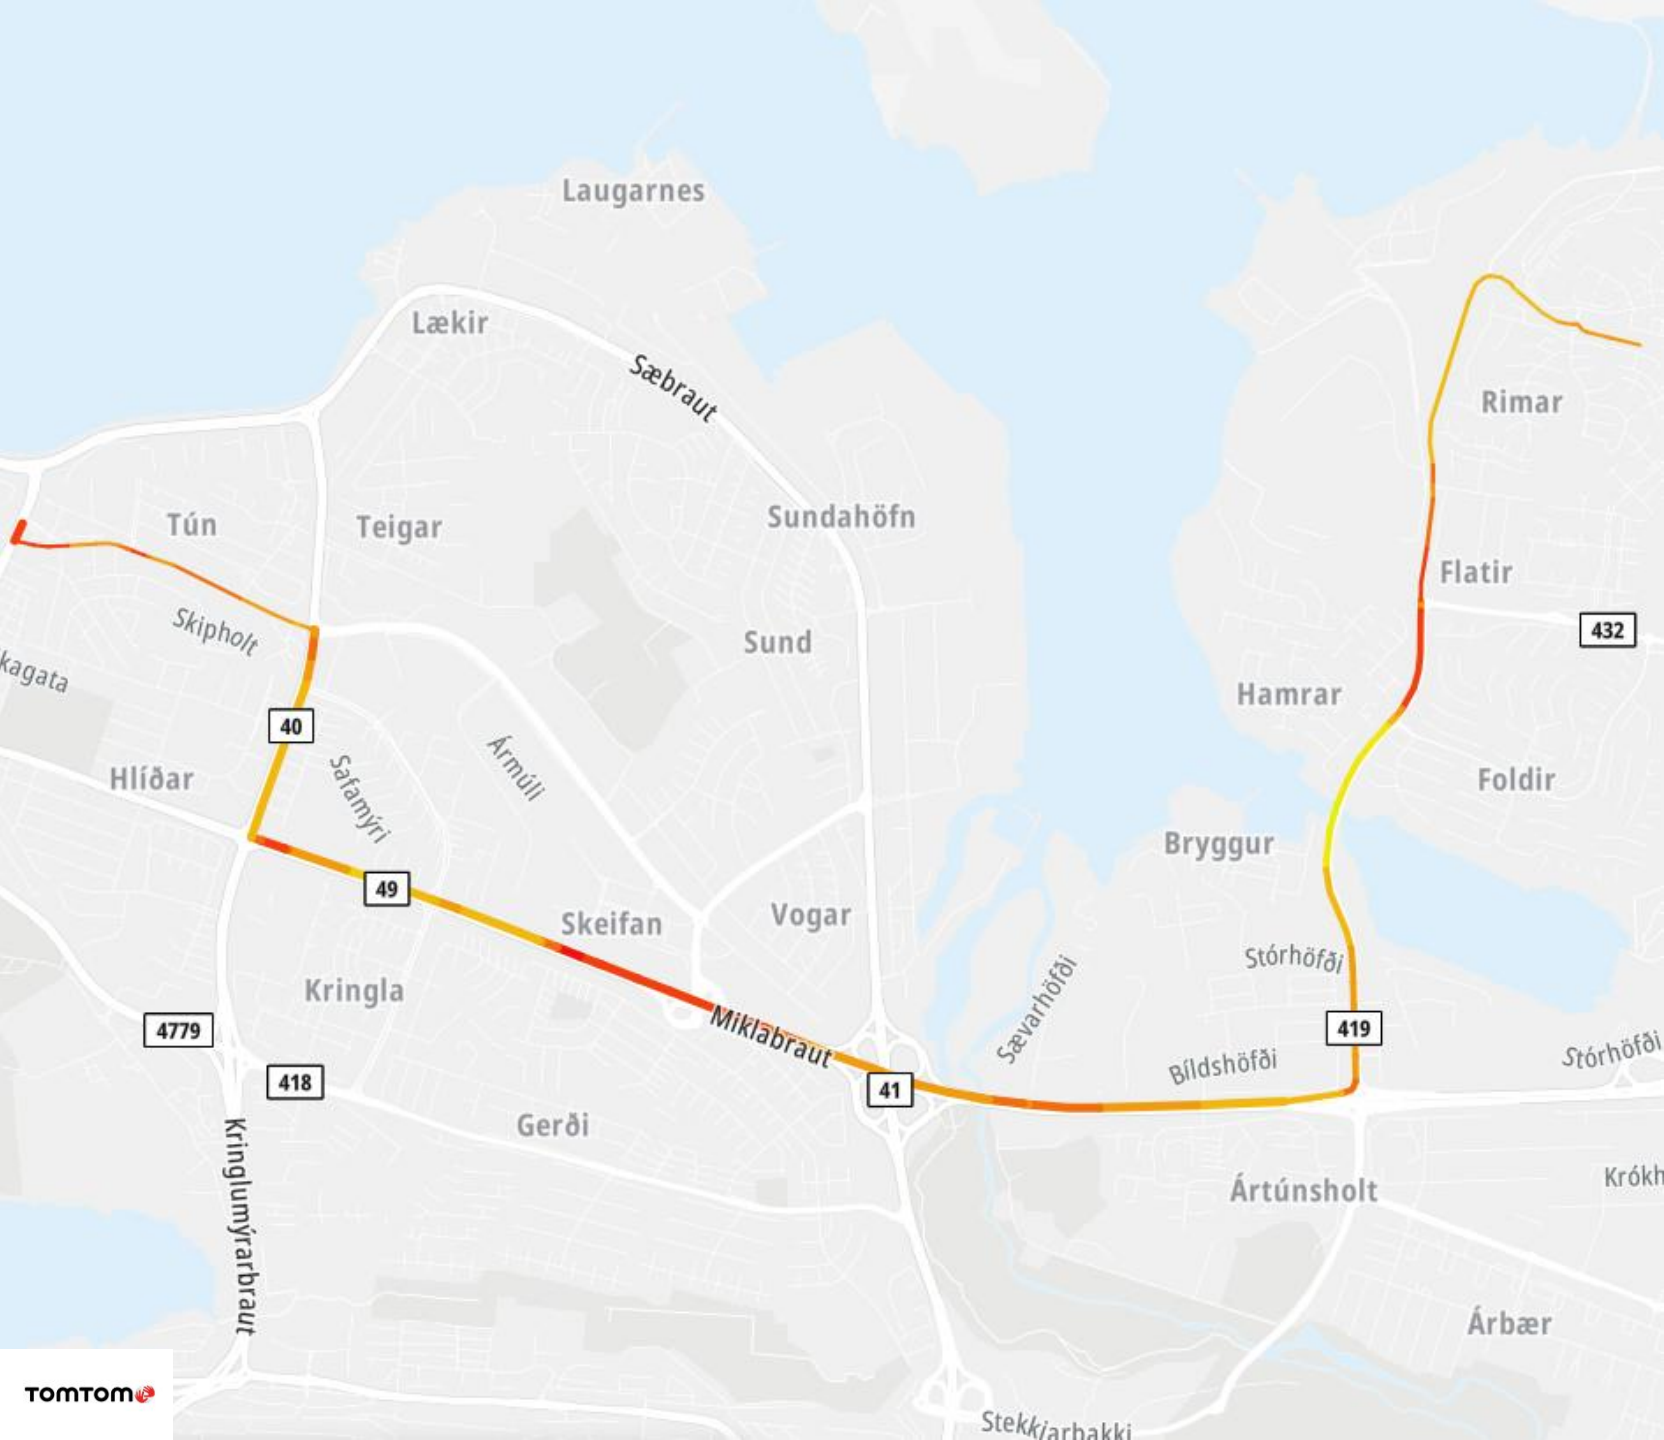 Laugarnes
Lækir
Sæbraut
Rimar
Tún
Teigar
Sundahöfn
Flatir
Skipholt
Sund
432
kagata
Hamrar
40
Ármúli
Safamýri
Hlíðar
Foldir
Bryggur
49
Skeifan
Vogar
Stórhöfði
Kringla
Sævarhöfði
4779
Miklabraut
419
Stórhöfði
Bíldshöfði
418
41
Gerði
Kringlumýrarbraut
Ártúnsholt
Krókh
Árbær
TOMTOM
Stekkjarbakki